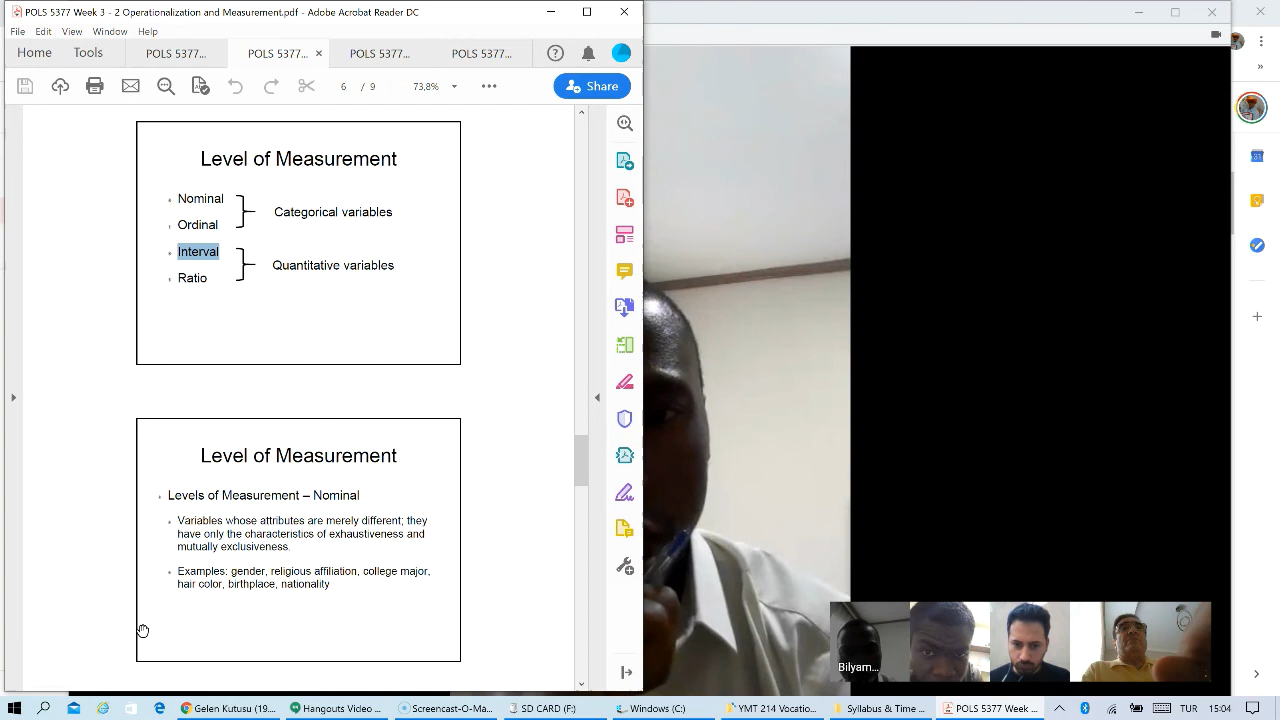 POLS 5377 Week 3 - 2 Operationalization and Measurement.pdf - Adobe Acrobat Reader DC
File Edit View Window Help
Home Tools POLS 5377... POLS 5377... × POLS 5377... POLS 5377...
6 / 9 73,8% Share
Level of Measurement
Nominal
Categorical variables
Ordinal
Interval
Quantitative variables
Ratio
Level of Measurement
Levels of Measurement – Nominal
Variables whose attributes are merely different; they
have only the characteristics of exhaustiveness and
mutually exclusiveness.
Examples: gender, religious affiliation, college major,
hair color, birthplace, nationality
31
Bilyam...
Gelen Kutusu (19... Hangouts Video ... Screencast-O-Ma... SD CARD (F:) Windows (C:) YMT 214 Vocatio... Syllabus & Time ... POLS 5377 Week ... TUR 15:04